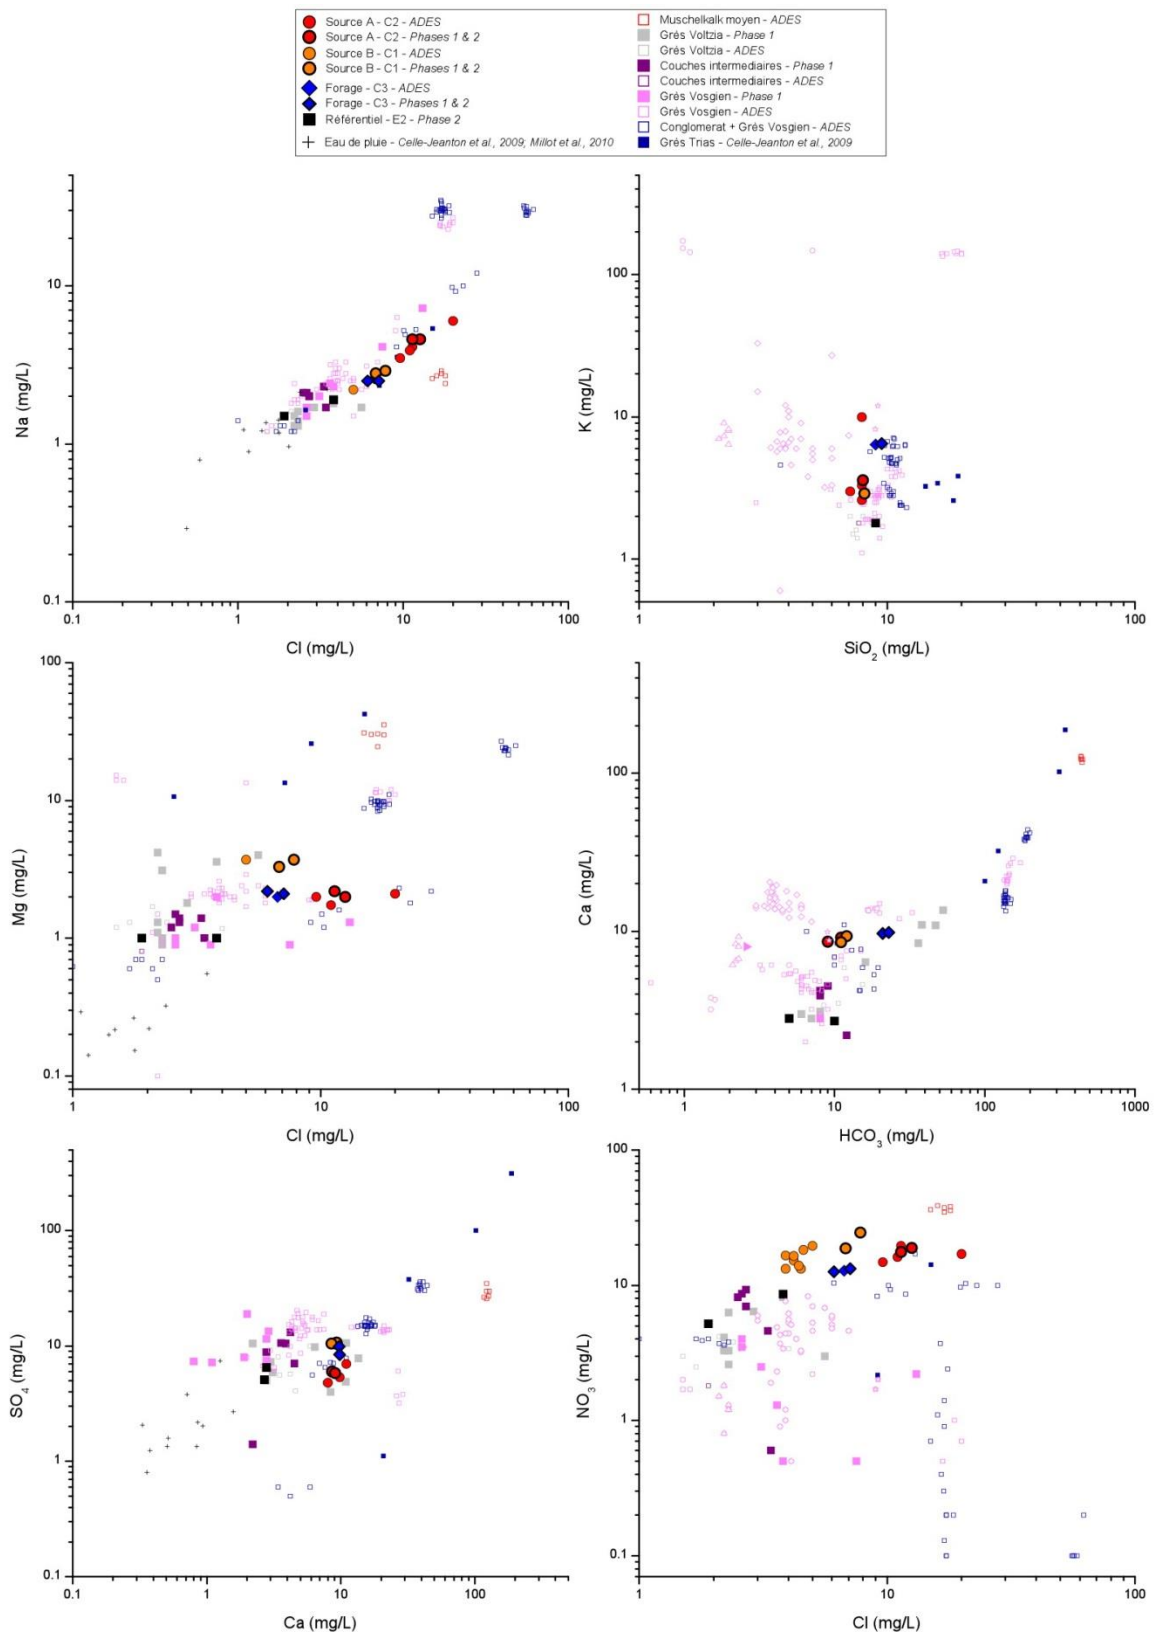 Source A - C2 - ADES
Source A - C2 - Phases 1 & 2
Source B - C1 - ADES
Source B - C1 - Phases 1 & 2
Forage - C3 - ADES
Forage - C3 - Phases 1 & 2
Référentiel - E2 - Phase 2
Eau de pluie - Celle-Jeanton et al., 2009; Millot et al., 2010
Muschelkalk moyen - ADES
Grés Voltzia - Phase 1
Grés Voltzia - ADES
Couches intermediaires - Phase 1
Couches intermediaires - ADES
Grés Vosgien - Phase 1
Grés Vosgien - ADES
Conglomerat + Grés Vosgien - ADES
Grés Trias - Celle-Jeanton et al., 2009
Na (mg/L)
10
1
0.1
0.1 1 10 100
Cl (mg/L)
K (mg/L)
100
10
1
1 10 100
SiO2 (mg/L)
Mg (mg/L)
100
10
1
0.1
1 10 100
Cl (mg/L)
Ca (mg/L)
100
10
1
1 10 100 1000
HCO3 (mg/L)
SO4 (mg/L)
100
10
1
0.1
0.1 1 10 100
Ca (mg/L)
NO3 (mg/L)
100
10
1
0.1
1 10 100
Cl (mg/L)